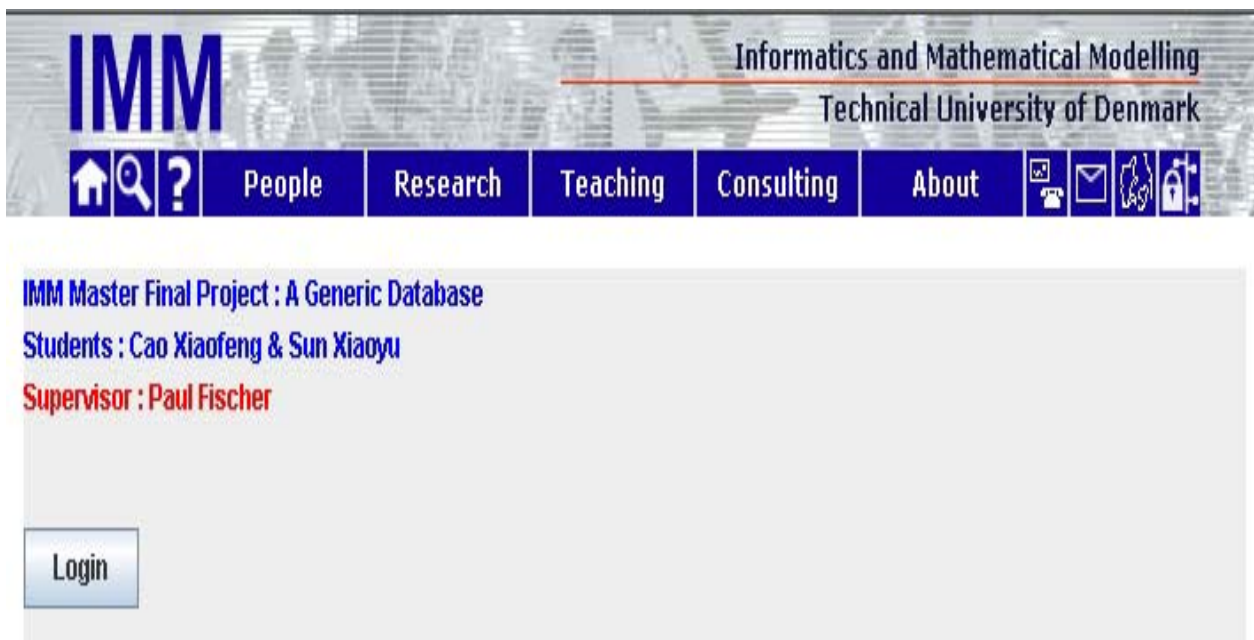 IMM
Informatics and Mathematical Modelling
Technical University of Denmark
? People Research Teaching Consulting About
IMM Master Final Project : A Generic Database
Students : Cao Xiaofeng & Sun Xiaoyu
Supervisor : Paul Fischer
Login